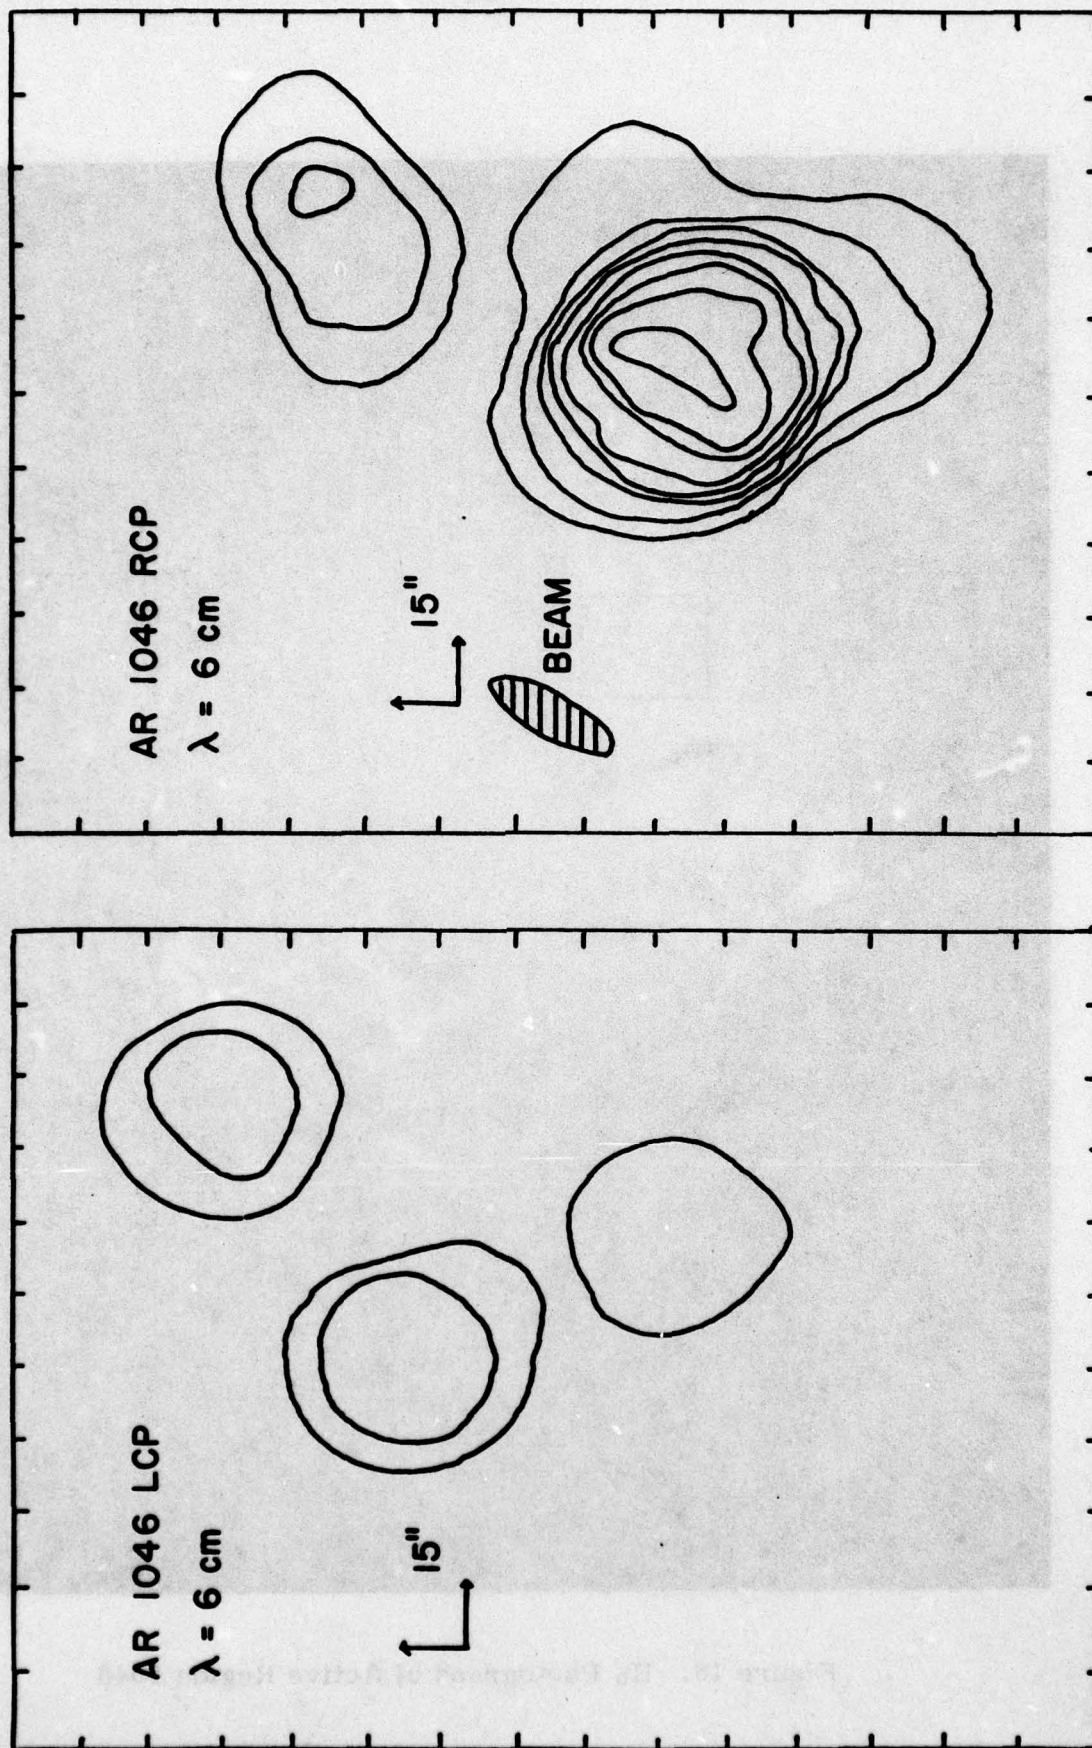 AR 1046 LCP
λ = 6 cm
15"
AR 1046 RCP
λ = 6 cm
15"
BEAM